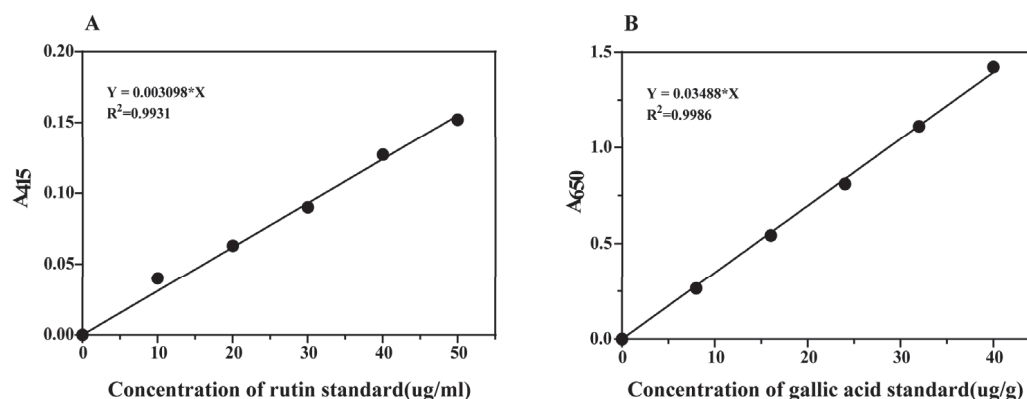 A
0.20
Y = 0.003098*X
R²=0.9931
0.15
A415
0.10
0.05
0.00
0 10 20 30 40 50
Concentration of rutin standard(ug/ml)
B
1.5
Y = 0.03488*X
R²=0.9986
1.0
A650
0.5
0.0
0 10 20 30 40
Concentration of gallic acid standard(ug/g)